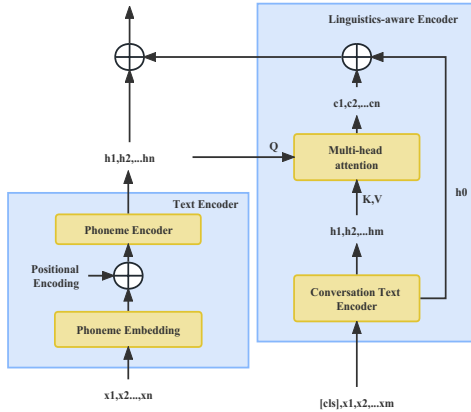 Linguistics-aware Encoder
c1,c2,...cn
Q
Multi-head
attention
h1,h2,...hn
K,V
h0
Text Encoder
Phoneme Encoder
h1,h2,...hm
Positional
Encoding
Conversation Text
Encoder
Phoneme Embedding
x1,x2...,xn
[cls],x1,x2,...xm